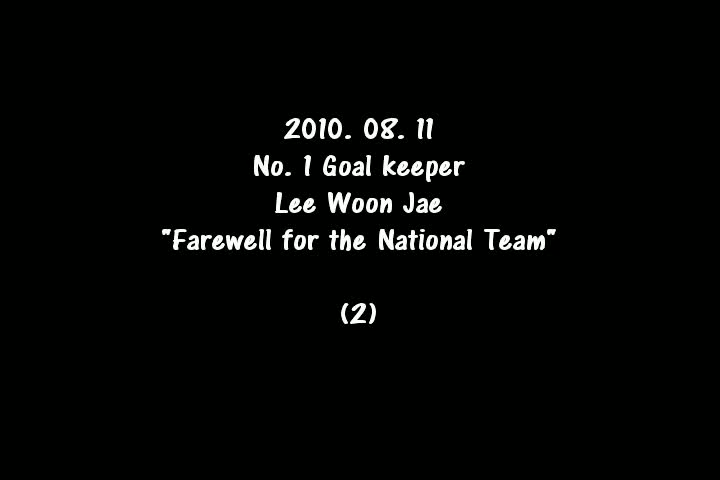 2010. 08. 11
No. 1 Goal keeper
Lee Woon Jae
"Farewell for the National Team"
(2)